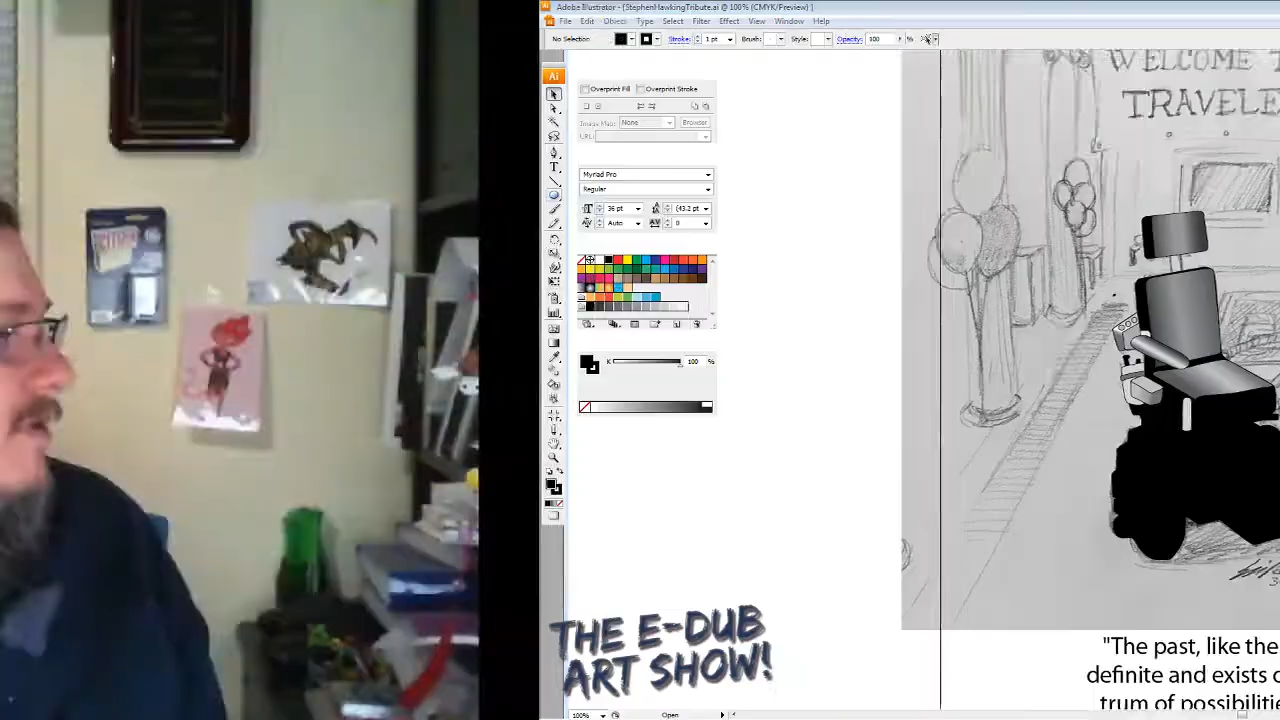 Adobe Illustrator - [StephenHawkingTribute.ai @ 100% (CMYK/Preview) ]
File Edit Object Type Select Filter Effect View Window Help
No Selection Stroke: 1 pt Brush: Style: Opacity: 100 %
Ai
Overprint Fill Overprint Stroke
Image Map: None Browser
URL:
Myriad Pro
Regular
36 pt (43.2 pt
Auto 0
K 100 %
WELCOME
TRAVELE
THE E-DUB
ART SHOW!
"The past, like the
definite and exists
trum of possibilitie
100% Open